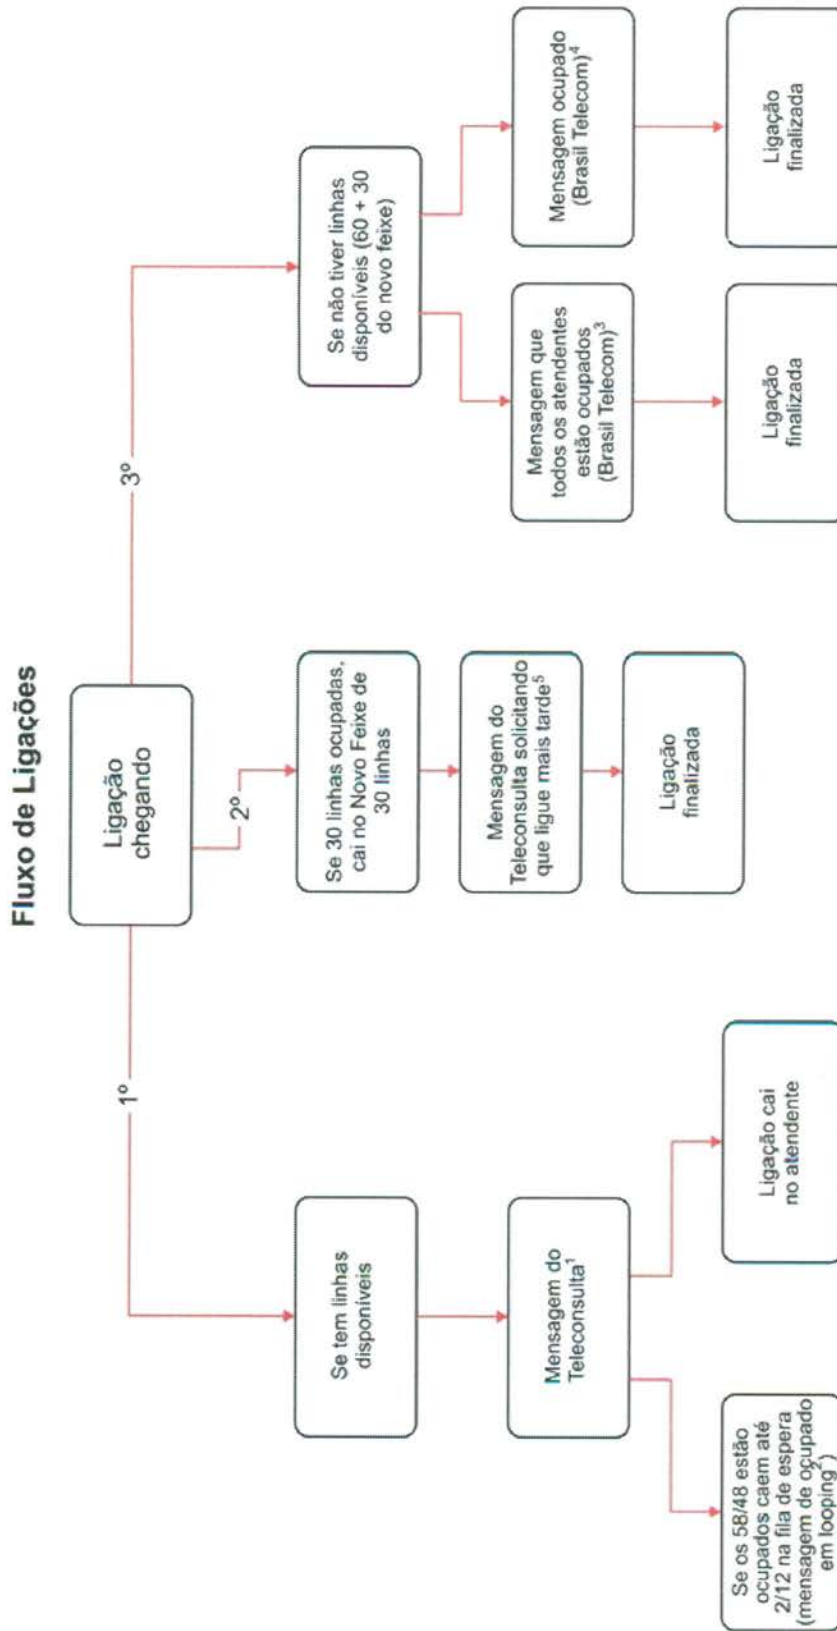 Fluxo de Ligações
Ligação
chegando
1º
2º
3º
Se tem linhas
disponíveis
Mensagem do
Teleconsulta¹
Se os 58/48 estão
ocupados caem até
2/12 na fila de espera
(mensagem de ocupado
em looping²)
Ligação cai
no atendente
Se 30 linhas ocupadas,
cai no Novo Feixe de
30 linhas
Mensagem do
Teleconsulta solicitando
que ligue mais tarde⁵
Ligação
finalizada
Se não tiver linhas
disponíveis (60 + 30
do novo feixe)
Mensagem que
todos os atendentes
estão ocupados
(Brasil Telecom)³
Ligação
finalizada
Mensagem ocupado
(Brasil Telecom)⁴
Ligação
finalizada